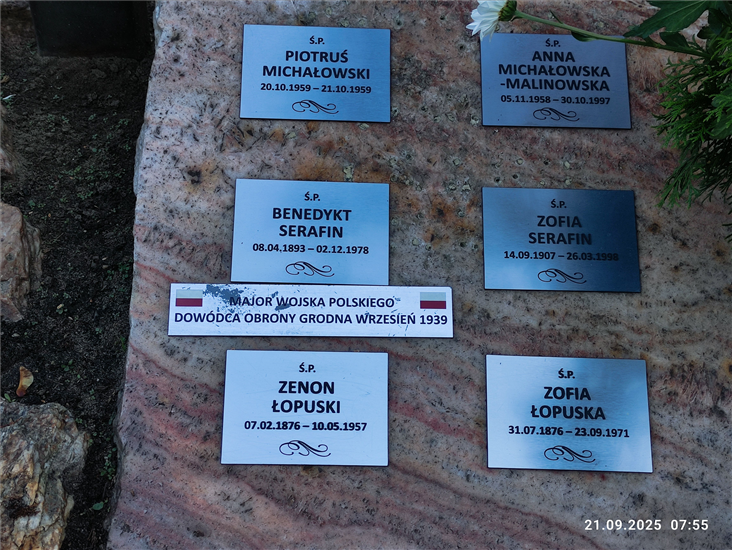 Ś.P.
PIOTRUŚ
MICHAŁOWSKI
20.10.1959 – 21.10.1959
Ś.P.
ANNA
MICHAŁOWSKA
-MALINOWSKA
05.11.1958 – 30.10.1997
Ś.P.
BENEDYKT
SERAFIN
08.04.1893 – 02.12.1978
Ś.P.
ZOFIA
SERAFIN
14.09.1907 – 26.03.1998
MAJOR WOJSKA POLSKIEGO
DOWÓDCA OBRONY GRODNA WRZESIEŃ 1939
Ś.P.
ZENON
ŁOPUSKI
07.02.1876 – 10.05.1957
Ś.P.
ZOFIA
ŁOPUSKA
31.07.1876 – 23.09.1971
21.09.2025 07:55